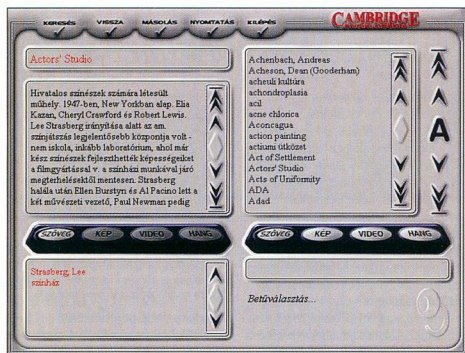 KERESÉS VISSZA MÁSOLÁS NYOMTATÁS KILÉPÉS
CAMBRIDGE
Actors' Studio
Hivatalos színészek számára létesült
műhely. 1947-ben, New Yorkban alap. Elia
Kazan, Cheryl Crawford és Robert Lewis.
Lee Strasberg irányítása alatt az am.
színjátszás legjelentősebb központja volt -
nem iskola, inkább laboratórium, ahol már
kész színészek fejleszthették képességeiket
a filmgyártással v. a színházi munkával járó
megterhelésektől mentesen. Strasberg
halála után Ellen Burstyn és Al Pacino lett a
két művészeti vezető, Paul Newman pedig
SZÖVEG KÉP VIDEO HANG
Strasberg, Lee
színház
Achenbach, Andreas
Acheson, Dean (Gooderham)
acheuli kultúra
achondroplasia
acil
acne chlorica
Aconcagua
action painting
actiumi ütközet
Act of Settlement
Actors' Studio
Acts of Uniformity
ADA
Adad
A
SZÖVEG KÉP VIDEO HANG
Betűválasztás...